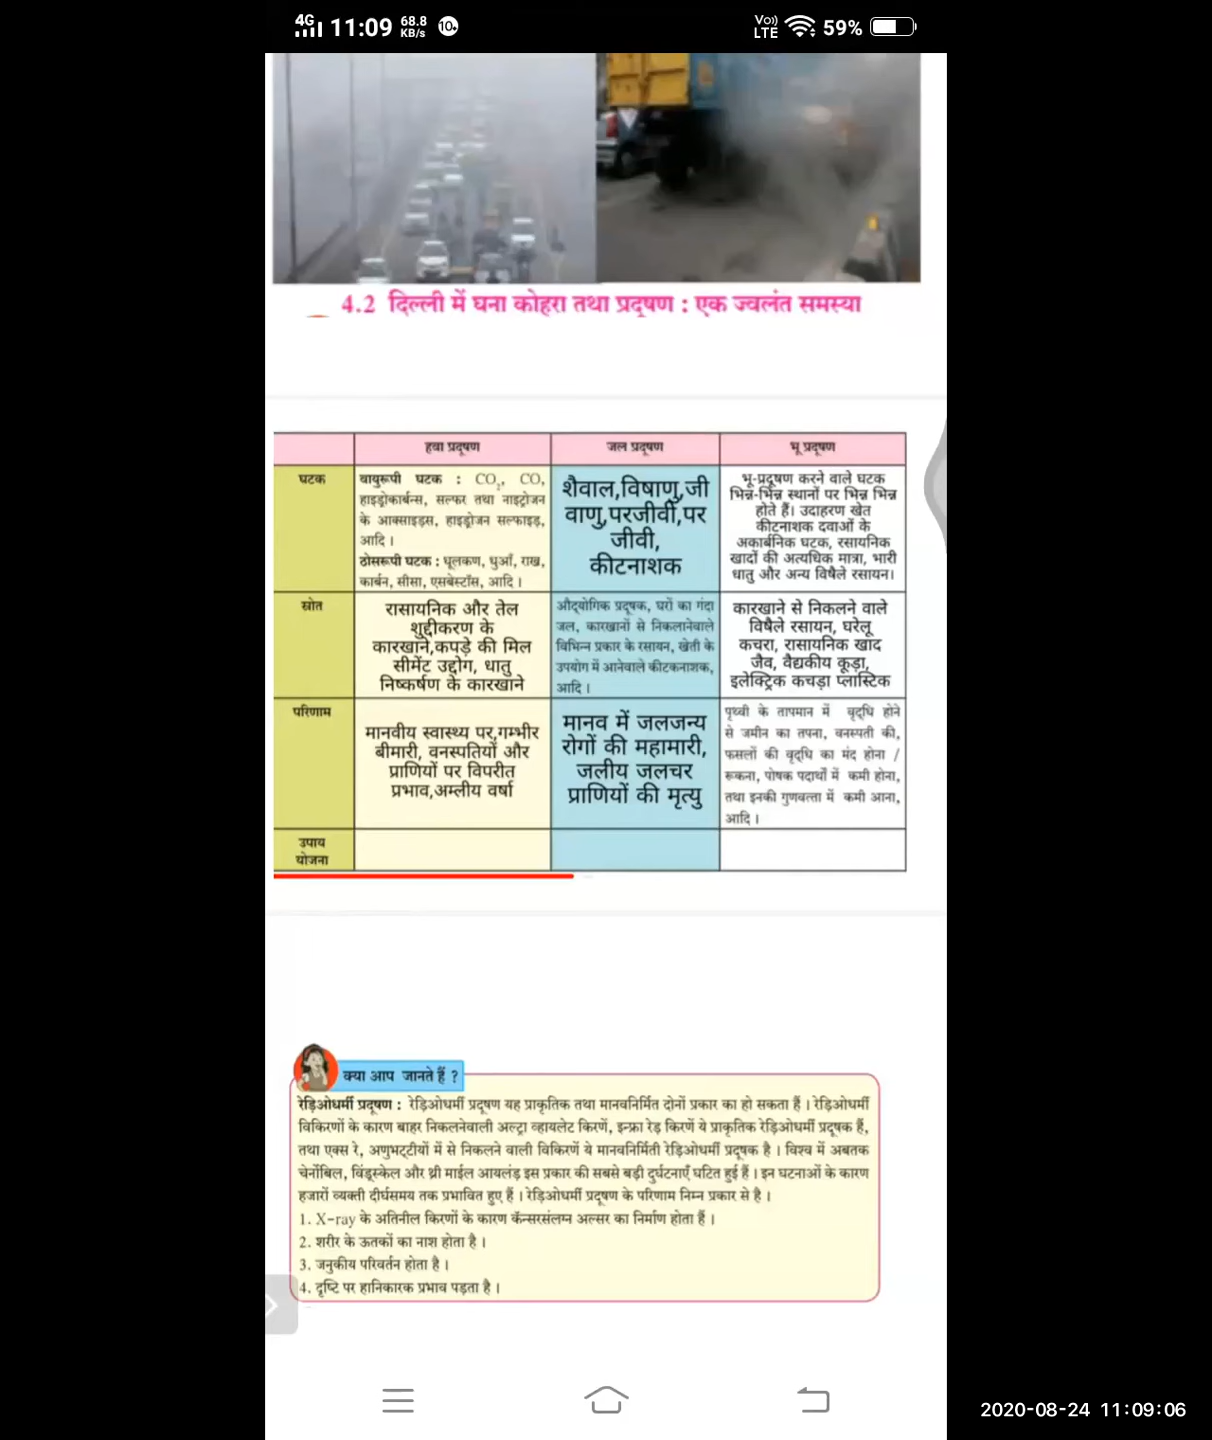 4G 11:09 68.8 KB/s 10+ Vo)) LTE 59%
4.2 दिल्ली में घना कोहरा तथा प्रदूषण : एक ज्वलंत समस्या
हवा प्रदूषण जल प्रदूषण भू प्रदूषण
घटक
वायुरूपी घटक : CO₂, CO,
हाइड्रोकार्बन्स, सल्फर तथा नाइट्रोजन
के आक्साइड्स, हाइड्रोजन सल्फाइड,
आदि ।
ठोसरूपी घटक : धूलकण, धुआँ, राख,
कार्बन, सीसा, एसबेस्टॉस, आदि ।
शैवाल,विषाणु,जी
वाणु,परजीवी,पर
जीवी,
कीटनाशक
भू-प्रदूषण करने वाले घटक
भिन्न-भिन्न स्थानों पर भिन्न भिन्न
होते हैं। उदाहरण खेत
कीटनाशक दवाओं के
अकार्बनिक घटक, रसायनिक
खादों की अत्यधिक मात्रा, भारी
धातु और अन्य विषैले रसायन।
स्रोत
रासायनिक और तेल
शुद्दीकरण के
कारखाने,कपड़े की मिल
सीमेंट उद्दोग, धातु
निष्कर्षण के कारखाने
औद्योगिक प्रदूषक, घरों का गंदा
जल, कारखानों से निकलानेवाले
विभिन्न प्रकार के रसायन, खेती के
उपयोग में आनेवाले कीटकनाशक,
आदि ।
कारखाने से निकलने वाले
विषैले रसायन, घरेलू
कचरा, रासायनिक खाद
जैव, वैद्यकीय कूड़ा,
इलेक्ट्रिक कचड़ा प्लास्टिक
परिणाम
मानवीय स्वास्थ्य पर,गम्भीर
बीमारी, वनस्पतियों और
प्राणियों पर विपरीत
प्रभाव,अम्लीय वर्षा
मानव में जलजन्य
रोगों की महामारी,
जलीय जलचर
प्राणियों की मृत्यु
पृथ्वी के तापमान में वृद्धि होने
से जमीन का तपना, वनस्पती की,
फसलों की वृद्धि का मंद होना /
रूकना, पोषक पदार्थों में कमी होना,
तथा इनकी गुणवत्ता में कमी आना,
आदि ।
उपाय
योजना
क्या आप जानते हैं ?
रेड़िओधर्मी प्रदूषण : रेड़िओधर्मी प्रदूषण यह प्राकृतिक तथा मानवनिर्मित दोनों प्रकार का हो सकता हैं । रेड़िओधर्मी
विकिरणों के कारण बाहर निकलनेवाली अल्ट्रा व्हायलेट किरणें, इन्फ्रा रेड़ किरणें ये प्राकृतिक रेड़िओधर्मी प्रदूषक हैं,
तथा एक्स रे, अणुभट्टीयों में से निकलने वाली विकिरणें ये मानवनिर्मिती रेड़िओधर्मी प्रदूषक है । विश्व में अबतक
चेर्नोबिल, विंड्स्केल और थ्री माईल आयलंड़ इस प्रकार की सबसे बड़ी दुर्घटनाएँ घटित हुई हैं । इन घटनाओं के कारण
हजारों व्यक्ती दीर्घसमय तक प्रभावित हुए हैं । रेड़िओधर्मी प्रदूषण के परिणाम निम्न प्रकार से है ।
1. X-ray के अतिनील किरणों के कारण कॅन्सरसंलग्न अल्सर का निर्माण होता हैं ।
2. शरीर के ऊतकों का नाश होता है ।
3. जनुकीय परिवर्तन होता है ।
4. दृष्टि पर हानिकारक प्रभाव पड़ता है ।
2020-08-24 11:09:06